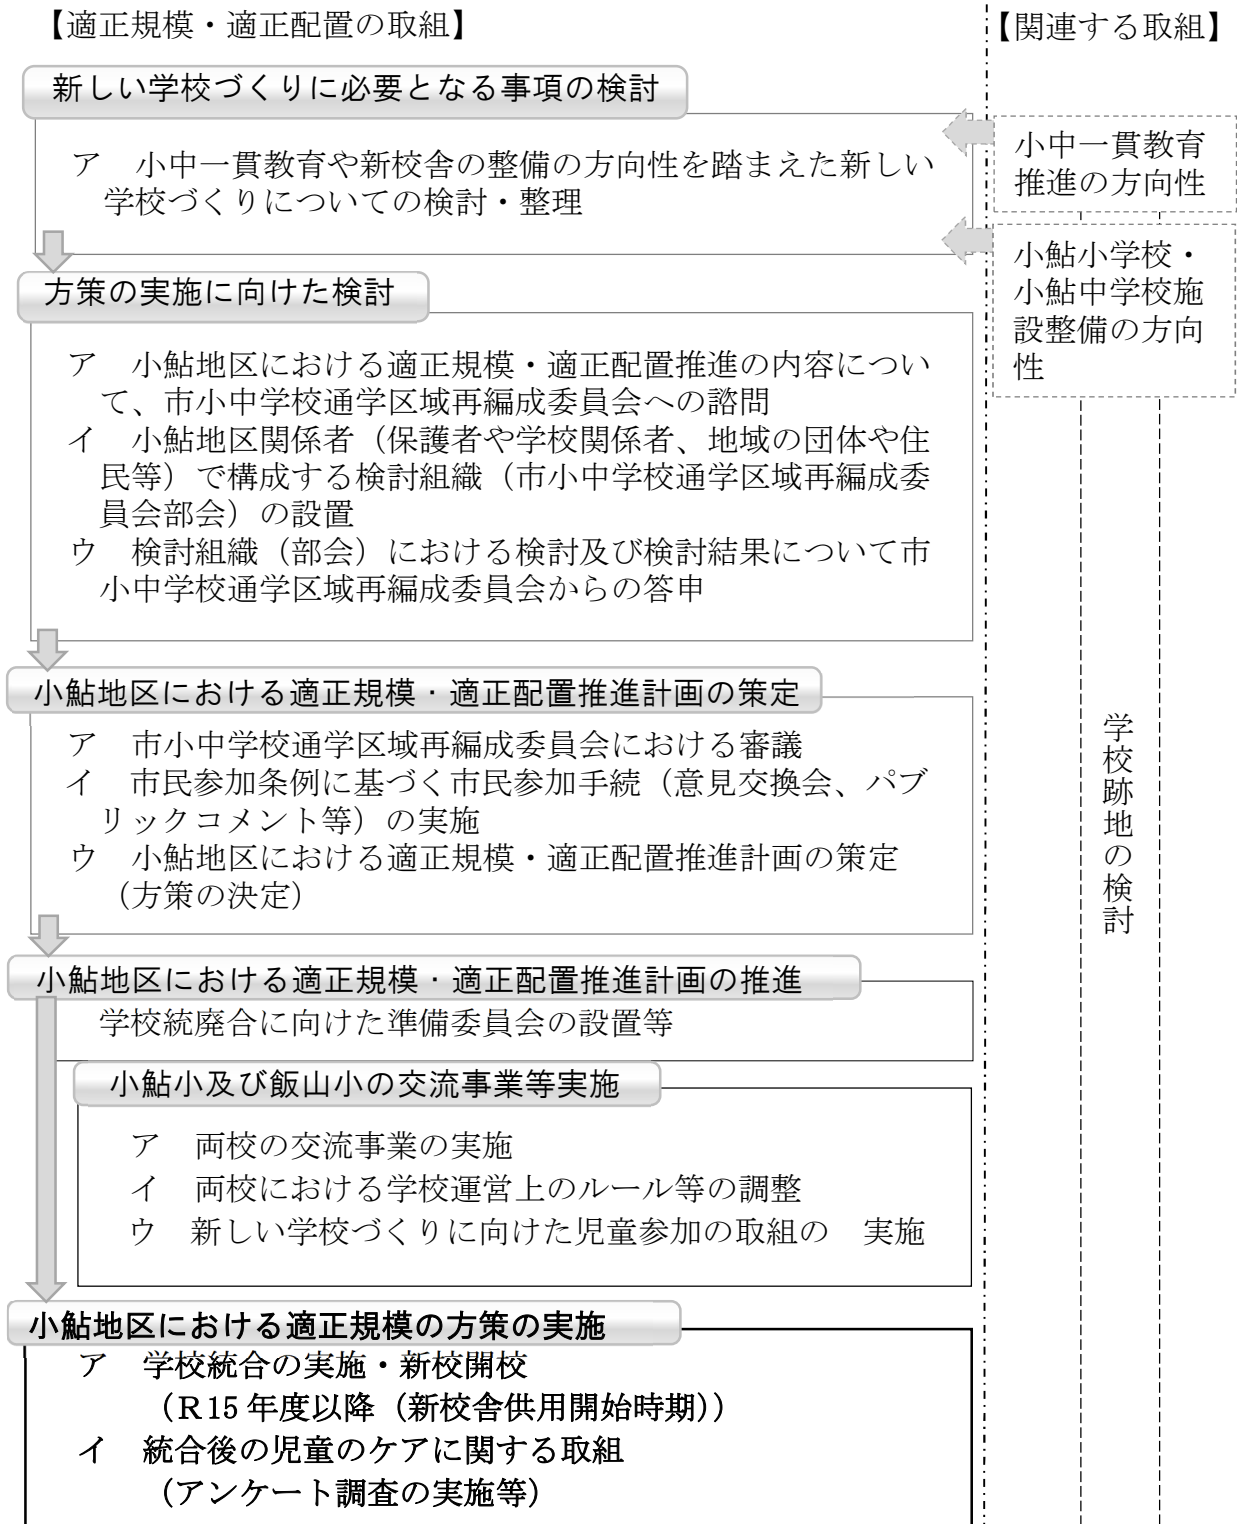 【適正規模・適正配置の取組】
【関連する取組】
新しい学校づくりに必要となる事項の検討
ア　小中一貫教育や新校舎の整備の方向性を踏まえた新しい
学校づくりについての検討・整理
小中一貫教育
推進の方向性
小鮎小学校・
小鮎中学校施
設整備の方向
性
方策の実施に向けた検討
ア　小鮎地区における適正規模・適正配置推進の内容につい
て、市小中学校通学区域再編成委員会への諮問
イ　小鮎地区関係者（保護者や学校関係者、地域の団体や住
民等）で構成する検討組織（市小中学校通学区域再編成委
員会部会）の設置
ウ　検討組織（部会）における検討及び検討結果について市
小中学校通学区域再編成委員会からの答申
小鮎地区における適正規模・適正配置推進計画の策定
ア　市小中学校通学区域再編成委員会における審議
イ　市民参加条例に基づく市民参加手続（意見交換会、パブ
リックコメント等）の実施
ウ　小鮎地区における適正規模・適正配置推進計画の策定
（方策の決定）
学校跡地の検討
小鮎地区における適正規模・適正配置推進計画の推進
学校統廃合に向けた準備委員会の設置等
小鮎小及び飯山小の交流事業等実施
ア　両校の交流事業の実施
イ　両校における学校運営上のルール等の調整
ウ　新しい学校づくりに向けた児童参加の取組の　実施
小鮎地区における適正規模の方策の実施
ア　学校統合の実施・新校開校
（Ｒ15 年度以降（新校舎供用開始時期））
イ　統合後の児童のケアに関する取組
（アンケート調査の実施等）